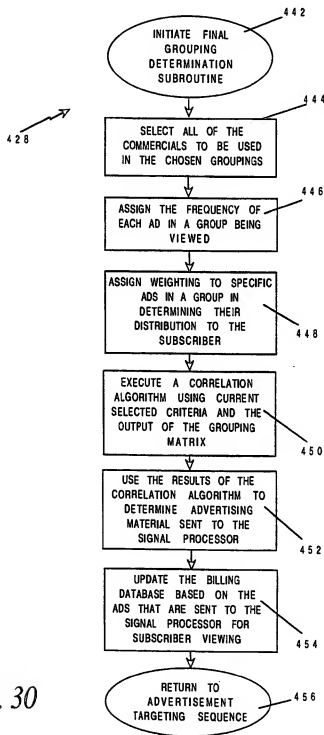 442
INITIATE FINAL
GROUPING
DETERMINATION
SUBROUTINE
428
444
SELECT ALL OF THE
COMMERCIALS TO BE USED
IN THE CHOSEN GROUPINGS
446
ASSIGN THE FREQUENCY OF
EACH AD IN A GROUP BEING
VIEWED
ASSIGN WEIGHTING TO SPECIFIC
ADS IN A GROUP IN
DETERMINING THEIR
DISTRIBUTION TO THE
SUBSCRIBER
448
EXECUTE A CORRELATION
ALGORITHM USING CURRENT
SELECTED CRITERIA AND THE
OUTPUT OF THE GROUPING
MATRIX
450
USE THE RESULTS OF THE
CORRELATION ALGORITHM TO
DETERMINE ADVERTISING
MATERIAL SENT TO THE
SIGNAL PROCESSOR
452
UPDATE THE BILLING
DATABASE BASED ON THE
ADS THAT ARE SENT TO THE
SIGNAL PROCESSOR FOR
SUBSCRIBER VIEWING
454
. 30
RETURN TO
ADVERTISEMENT
TARGETING SEQUENCE
456